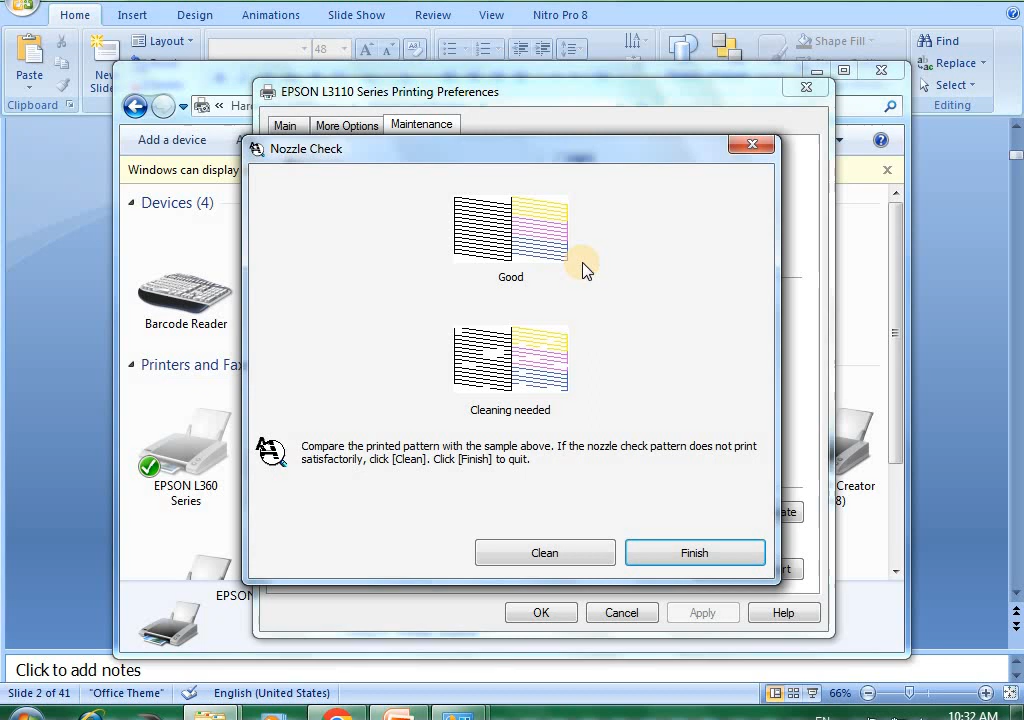 Home Insert Design Animations Slide Show Review View Nitro Pro 8
Layout 48 Shape Fill Find
Paste New Replace
Slide Select
Clipboard Editing
EPSON L3110 Series Printing Preferences
«
Main More Options Maintenance
Add a device
Nozzle Check
Windows can display
Devices (4)
Good
Barcode Reader
Printers and Fax
Cleaning needed
Compare the printed pattern with the sample above. If the nozzle check pattern does not print
satisfactorily, click [Clean]. Click [Finish] to quit.
EPSON L360
Series
Creator
8)
ate
Clean Finish
rt
EPSON
OK Cancel Apply Help
Click to add notes
Slide 2 of 41 "Office Theme" English (United States) 66%
10:32 AM